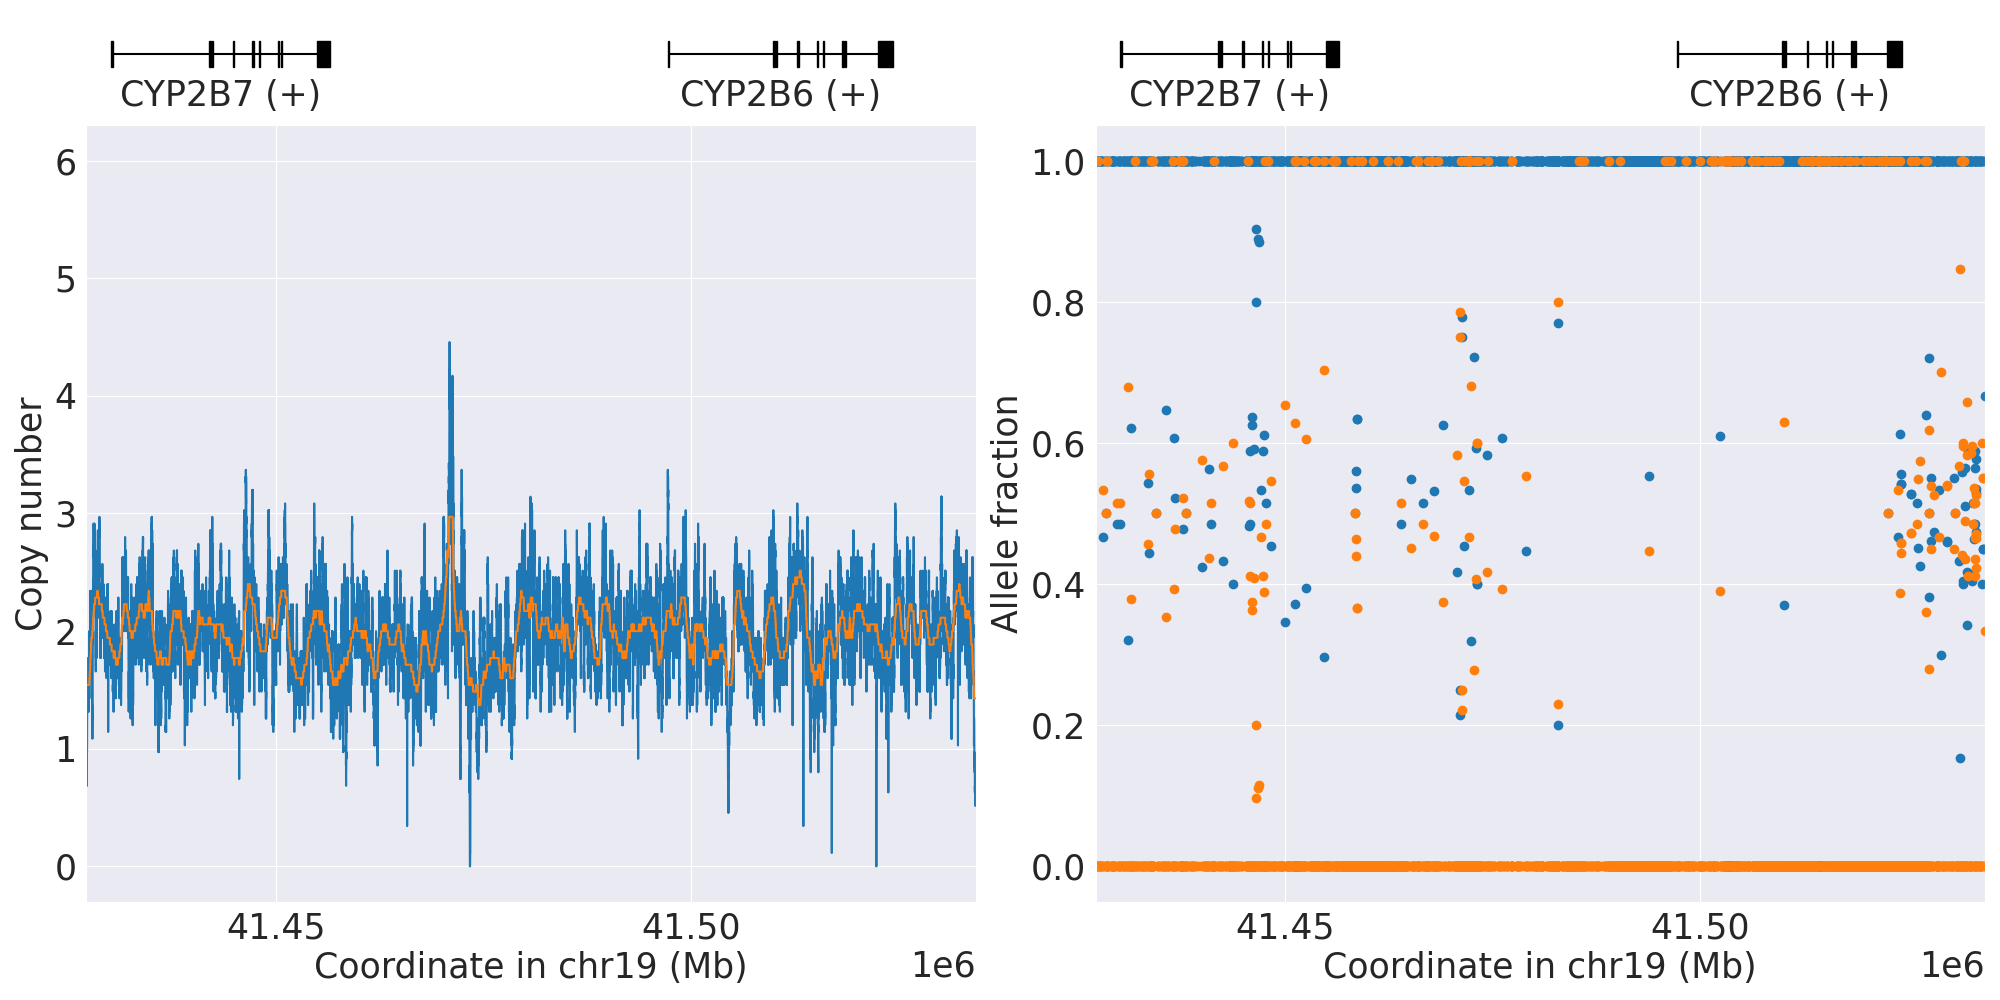 CYP2B7 (+)
CYP2B6 (+)
CYP2B7 (+)
CYP2B6 (+)
6
5
4
3
2
1
0
Copy number
41.45
41.50
Coordinate in chr19 (Mb)
1e6
1.0
0.8
0.6
0.4
0.2
0.0
Allele fraction
41.45
41.50
Coordinate in chr19 (Mb)
1e6